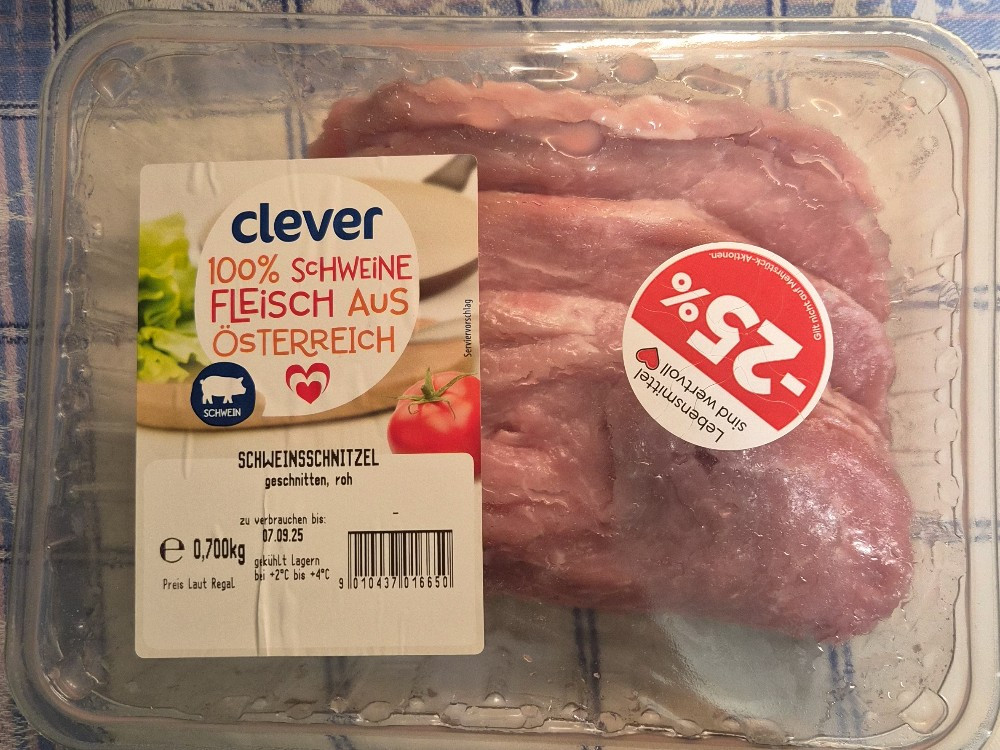 clever
100% SCHWEINE
FLEISCH AUS
ÖSTERREICH
SCHWEIN
Serviervorschlag
SCHWEINSSCHNITZEL
geschnitten, roh
zu verbrauchen bis:
07.09.25
-
e 0,700kg
gekühlt Lagern
bei +2°C bis +4°C
Preis Laut Regal
9 010437 016650
Lebensmittel
sind wertvoll
-25%
Gilt nicht auf Mehrstück-Aktionen.